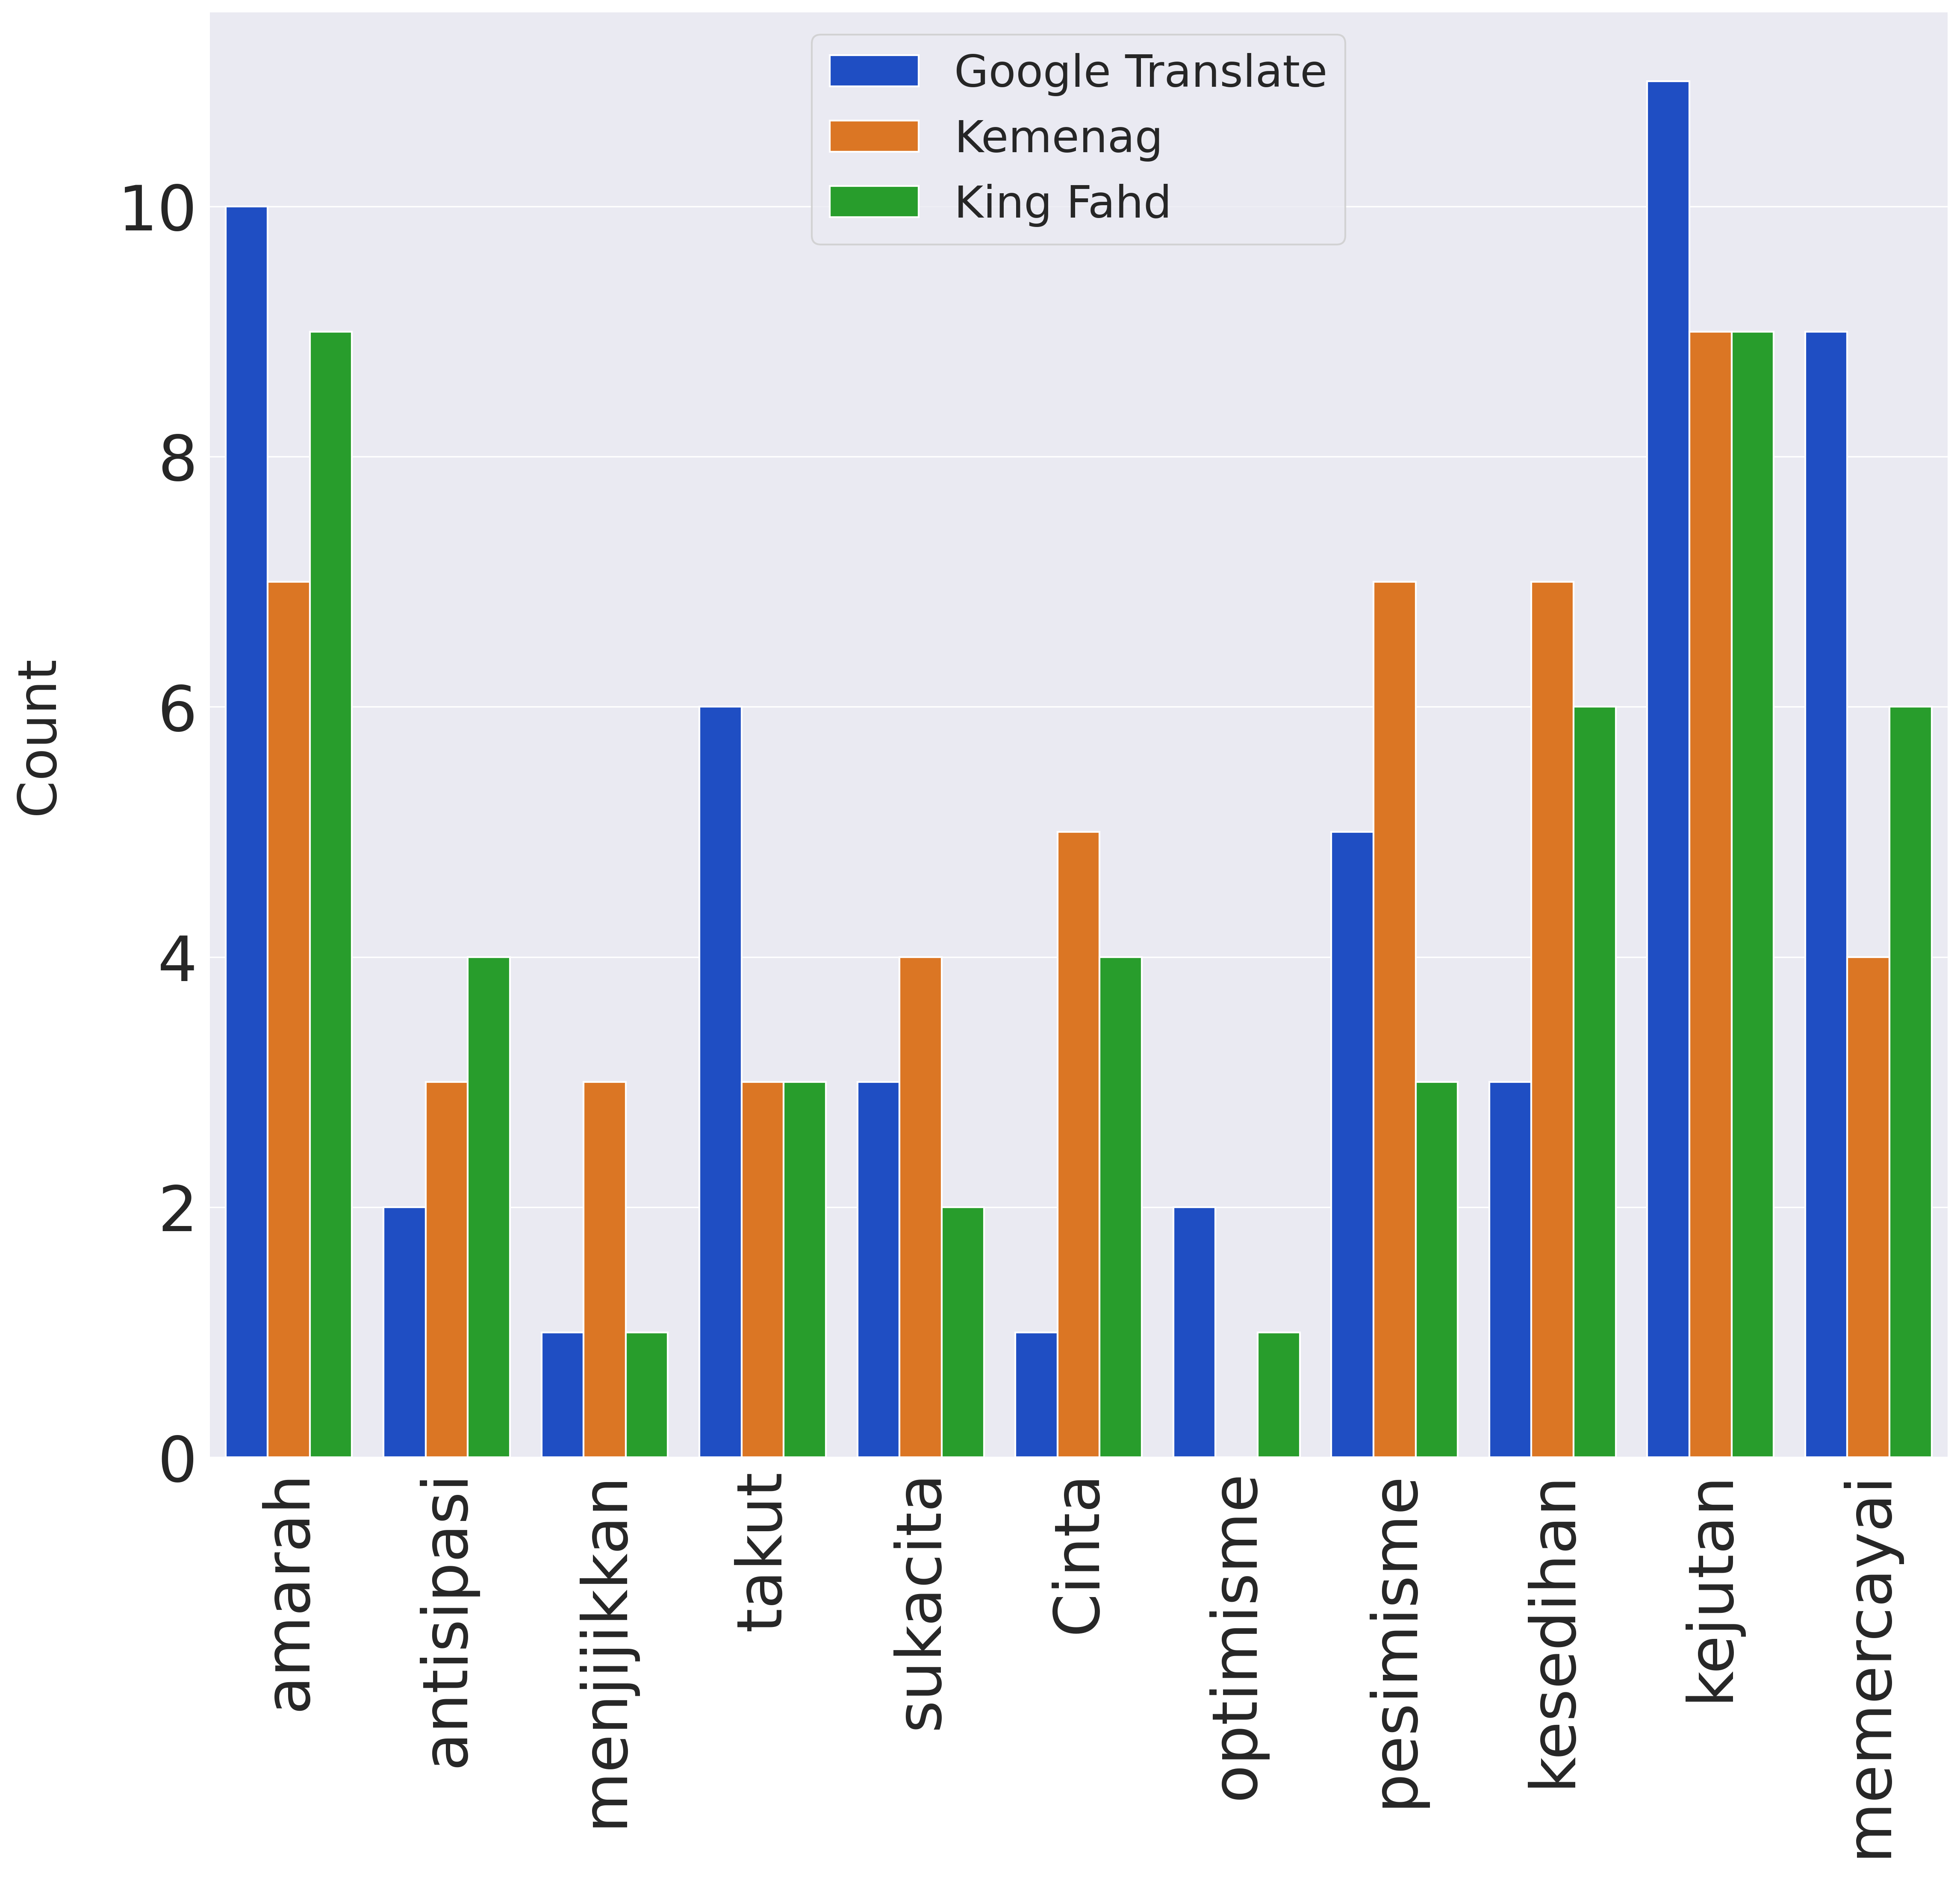 Google Translate
Kemenag
King Fahd
Count
10
8
6
4
2
0
amarah
antisipasi
menjijikkan
takut
sukacita
Cinta
optimisme
pesimisme
kesedihan
kejutan
memercayai